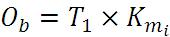 O_b = T_1 × K_{m_i}